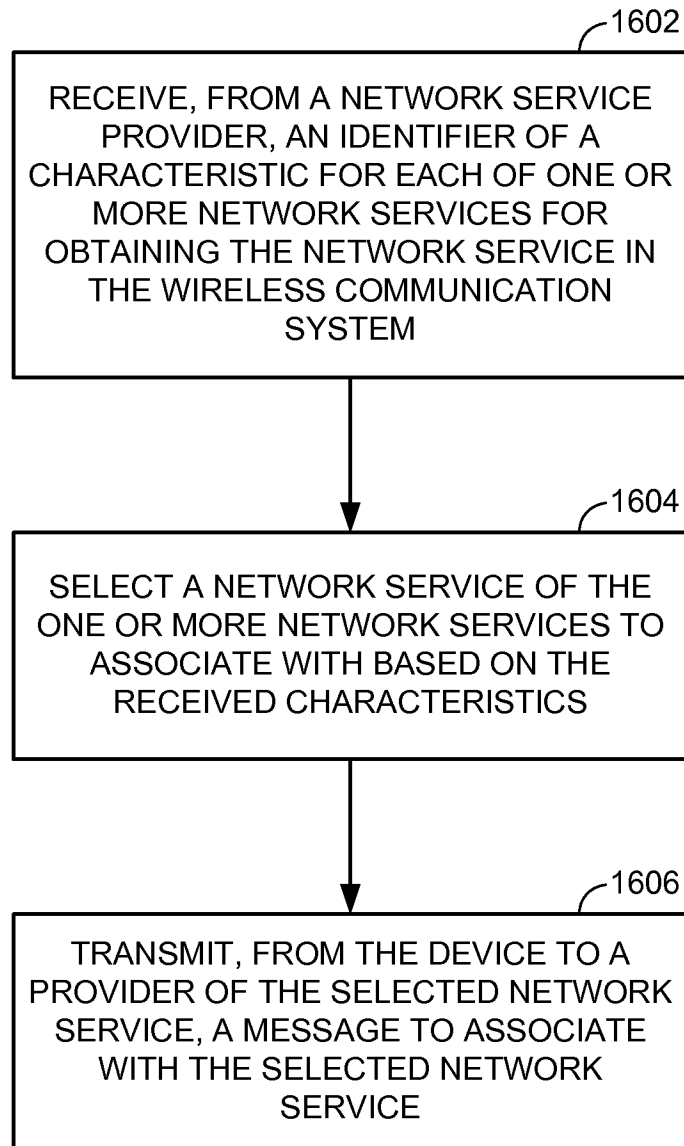 1602
RECEIVE, FROM A NETWORK SERVICE
PROVIDER, AN IDENTIFIER OF A
CHARACTERISTIC FOR EACH OF ONE OR
MORE NETWORK SERVICES FOR
OBTAINING THE NETWORK SERVICE IN
THE WIRELESS COMMUNICATION
SYSTEM
1604
SELECT A NETWORK SERVICE OF THE
ONE OR MORE NETWORK SERVICES TO
ASSOCIATE WITH BASED ON THE
RECEIVED CHARACTERISTICS
1606
TRANSMIT, FROM THE DEVICE TO A
PROVIDER OF THE SELECTED NETWORK
SERVICE, A MESSAGE TO ASSOCIATE
WITH THE SELECTED NETWORK
SERVICE